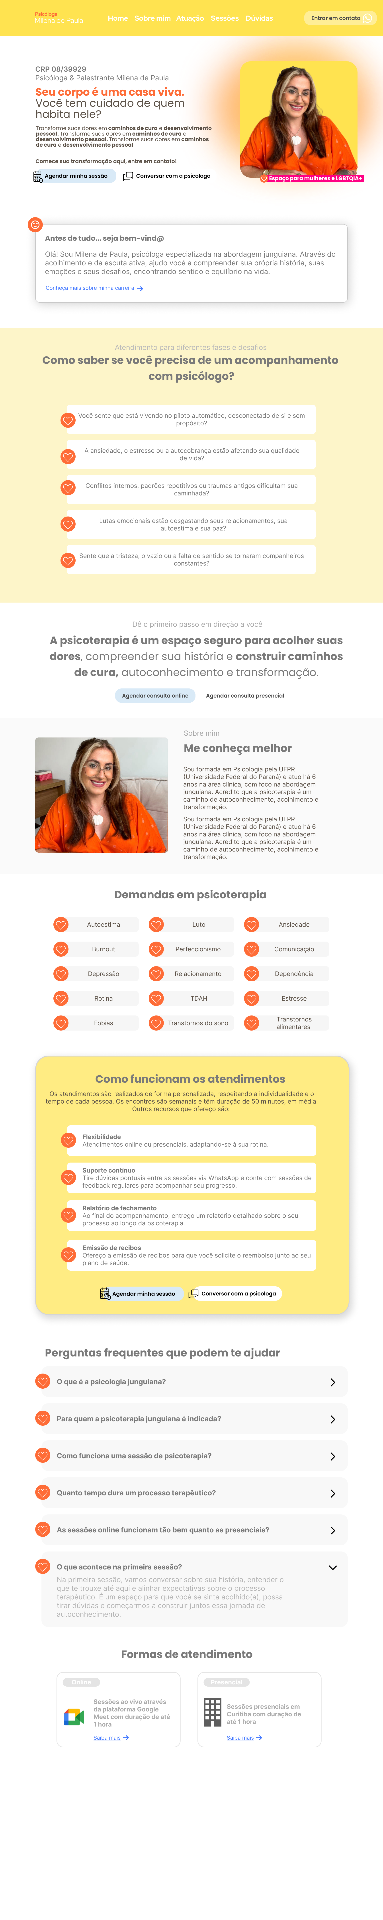 Psicóloga
Milena de Paula
Home Sobre mim Atuação Sessões Dúvidas
Entrar em contato
CRP 08/39929
Psicóloga & Palestrante Milena de Paula
Seu corpo é uma casa viva.
Você tem cuidado de quem
habita nele?
Transforme suas dores em caminhos de cura e desenvolvimento
pessoal. Transforme suas dores em caminhos de cura e
desenvolvimento pessoal. Transforme suas dores em caminhos
de cura e desenvolvimento pessoal.
Comece sua transformação aqui, entre em contato!
Agendar minha sessão
Conversar com a psicóloga
Espaço para mulheres e LGBTQIA+
Antes de tudo... seja bem-vind@
Olá! Sou Milena de Paula, psicóloga especializada na abordagem junguiana. Através do
acolhimento e da escuta ativa, ajudo você a compreender sua própria história, suas
emoções e seus desafios, encontrando sentido e equilíbrio na vida.
Conheça mais sobre minha carreira
Atendimento para diferentes fases e desafios
Como saber se você precisa de um acompanhamento
com psicólogo?
Você sente que está vivendo no piloto automático, desconectado de si e sem
propósito?
A ansiedade, o estresse ou a autocobrança estão afetando sua qualidade
de vida?
Conflitos internos, padrões repetitivos ou traumas antigos dificultam sua
caminhada?
Lutas emocionais estão desgastando seus relacionamentos, sua
autoestima e sua paz?
Sente que a tristeza, o vazio ou a falta de sentido se tornaram companheiros
constantes?
Dê o primeiro passo em direção a você
A psicoterapia é um espaço seguro para acolher suas
dores, compreender sua história e construir caminhos
de cura, autoconhecimento e transformação.
Agendar consulta online
Agendar consulta presencial
Sobre mim
Me conheça melhor
Sou formada em Psicologia pela UFPR
(Universidade Federal do Paraná) e atuo há 6
anos na área clínica, com foco na abordagem
junguiana. Acredito que a psicoterapia é um
caminho de autoconhecimento, acolhimento e
transformação.
Sou formada em Psicologia pela UFPR
(Universidade Federal do Paraná) e atuo há 6
anos na área clínica, com foco na abordagem
junguiana. Acredito que a psicoterapia é um
caminho de autoconhecimento, acolhimento e
transformação.
Demandas em psicoterapia
Autoestima Luto Ansiedade
Burnout Perfeccionismo Comunicação
Depressão Relacionamento Dependência
Rotina TDAH Estresse
Fobias Transtornos do sono Transtornos
alimentares
Como funcionam os atendimentos
Os atendimentos são realizados de forma personalizada, respeitando a individualidade e o
tempo de cada pessoa. Os encontros são semanais e têm duração de 50 minutos, em média.
Outros recursos que ofereço são:
Flexibilidade
Atendimentos online ou presenciais, adaptando-se à sua rotina.
Suporte contínuo
Tire dúvidas pontuais entre as sessões via WhatsApp e conte com sessões de
feedback regulares para acompanhar seu progresso.
Relatório de fechamento
Ao final do acompanhamento, entrego um relatório detalhado sobre o seu
processo ao longo da psicoterapia.
Emissão de recibos
Ofereço a emissão de recibos para que você solicite o reembolso junto ao seu
plano de saúde.
Agendar minha sessão
Conversar com a psicóloga
Perguntas frequentes que podem te ajudar
O que é a psicologia junguiana?
Para quem a psicoterapia junguiana é indicada?
Como funciona uma sessão de psicoterapia?
Quanto tempo dura um processo terapêutico?
As sessões online funcionam tão bem quanto as presenciais?
O que acontece na primeira sessão?
Na primeira sessão, vamos conversar sobre sua história, entender o
que te trouxe até aqui e alinhar expectativas sobre o processo
terapêutico. É um espaço para que você se sinta acolhido(a), possa
tirar dúvidas e começarmos a construir juntos essa jornada de
autoconhecimento.
Formas de atendimento
Online
Sessões ao vivo através
da plataforma Google
Meet com duração de até
1 hora
Saiba mais
Presencial
Sessões presenciais em
Curitiba com duração de
até 1 hora
Saiba mais